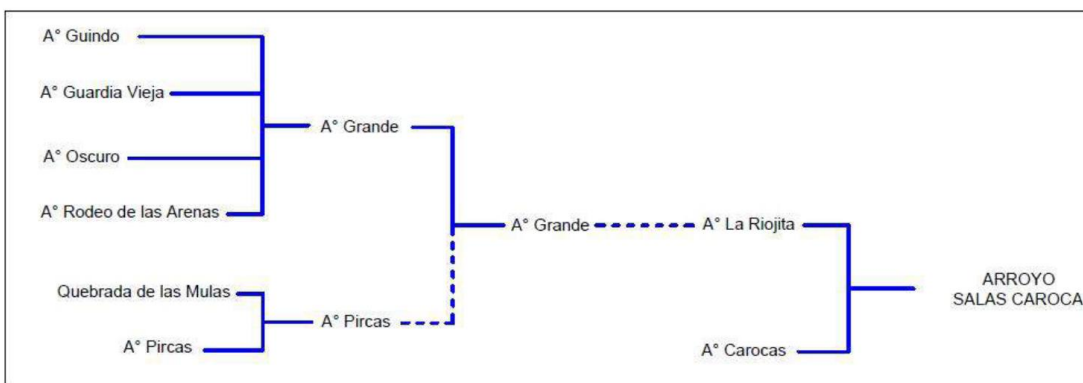 A° Guindo
A° Guardia Vieja
A° Grande
A° Oscuro
A° Rodeo de las Arenas
A° Grande
A° La Riojita
Quebrada de las Mulas
A° Pircas
A° Pircas
A° Carocas
ARROYO
SALAS CAROCA